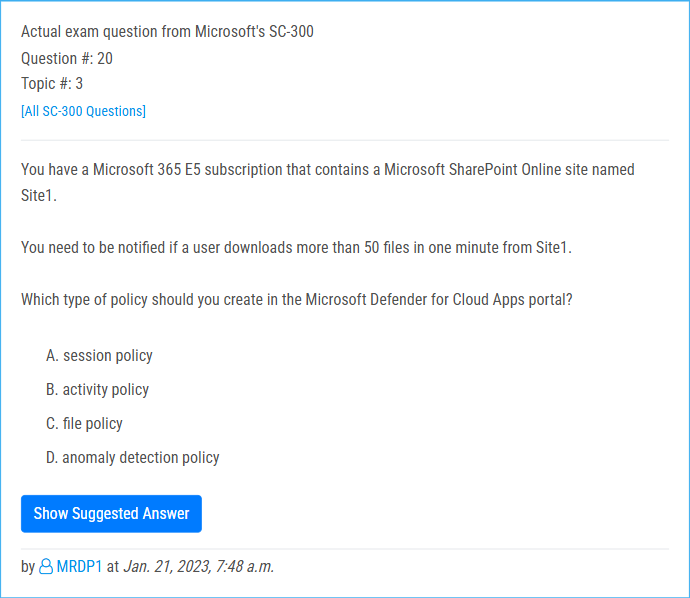 Actual exam question from Microsoft's SC-300
Question #: 20
Topic #: 3
[All SC-300 Questions]
You have a Microsoft 365 E5 subscription that contains a Microsoft SharePoint Online site named
Site1.
You need to be notified if a user downloads more than 50 files in one minute from Site1.
Which type of policy should you create in the Microsoft Defender for Cloud Apps portal?
A. session policy
B. activity policy
C. file policy
D. anomaly detection policy
Show Suggested Answer
by MRDP1 at Jan. 21, 2023, 7:48 a.m.